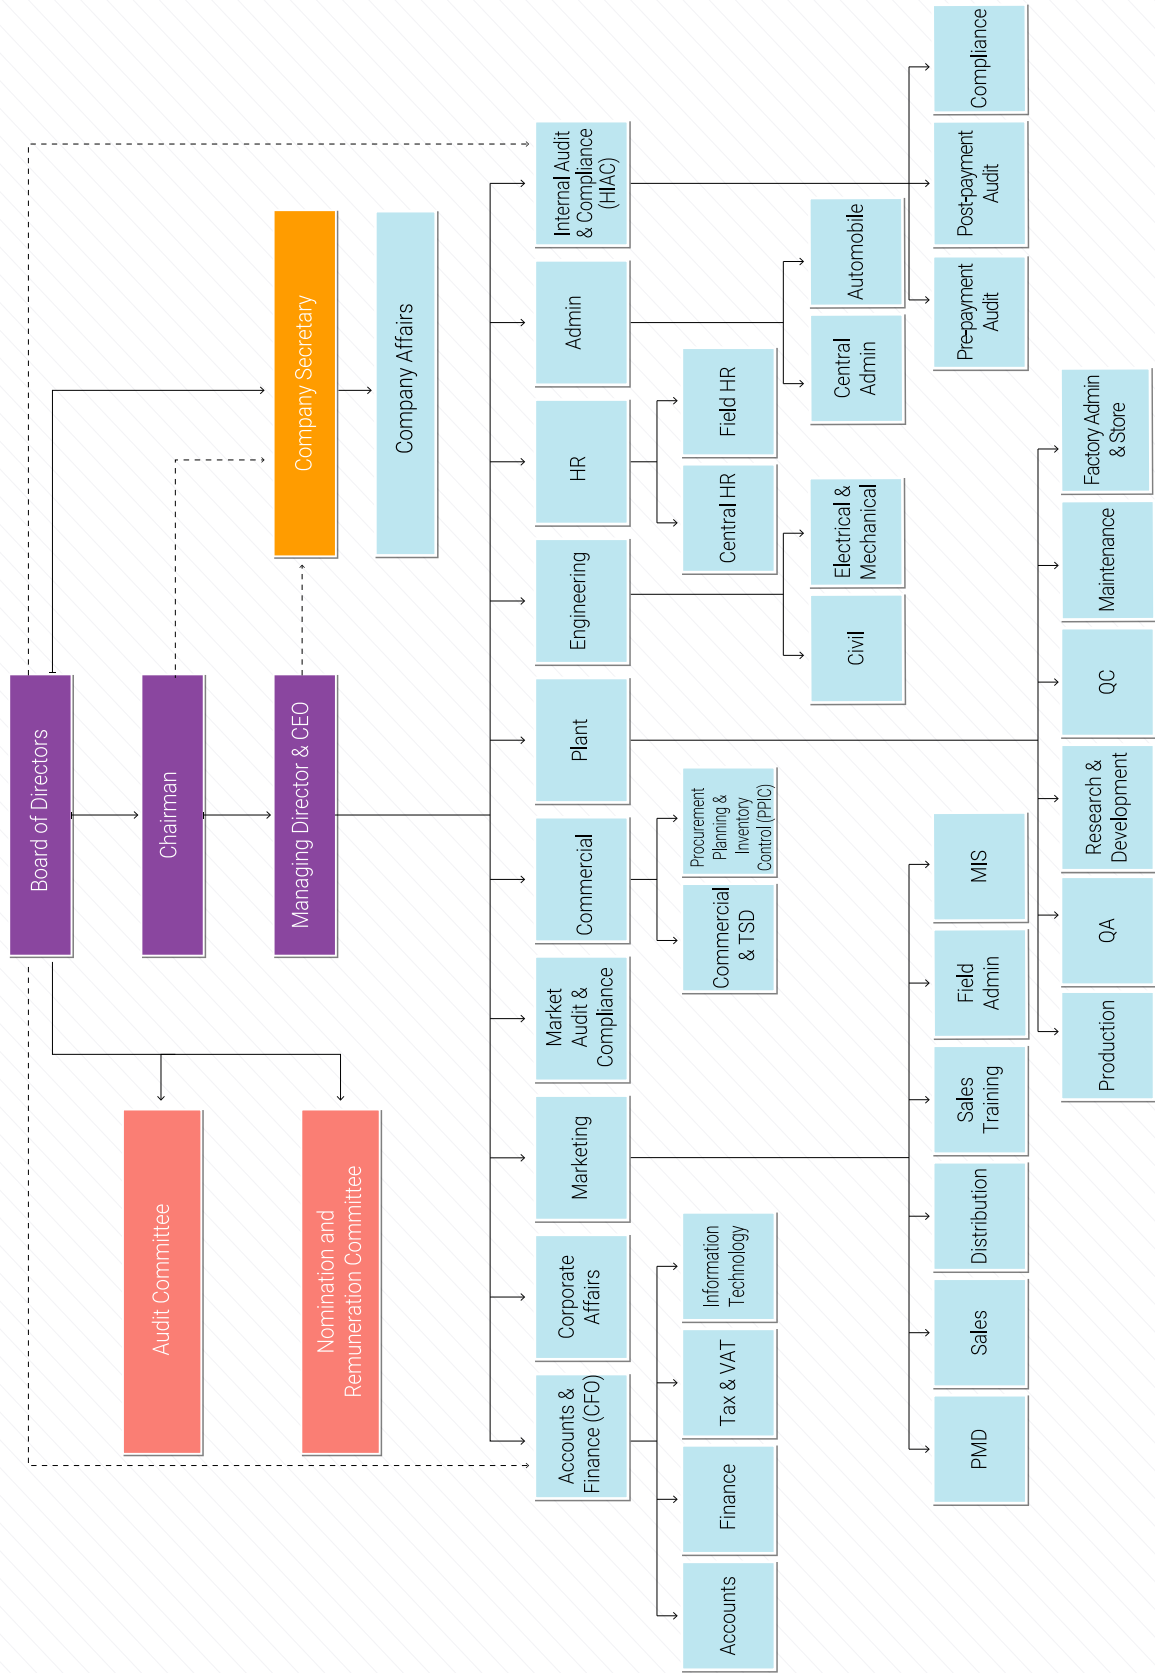 Board of Directors
Chairman
Managing Director & CEO
Audit Committee
Nomination and
Remuneration Committee
Company Secretary
Company Affairs
Accounts &
Finance (CFO)
Corporate
Affairs
Marketing
Market
Audit &
Compliance
Commercial
Plant
Engineering
HR
Admin
Internal Audit
& Compliance
(HIAC)
Accounts
Finance
Tax & VAT
Information
Technology
Commercial
& TSD
Procurement
Planning &
Inventory
Control (PPIC)
Central HR
Field HR
Civil
Electrical &
Mechanical
Central
Admin
Automobile
PMD
Sales
Distribution
Sales
Training
Field
Admin
MIS
Pre-payment
Audit
Post-payment
Audit
Compliance
Production
QA
Research &
Development
QC
Maintenance
Factory Admin
& Store